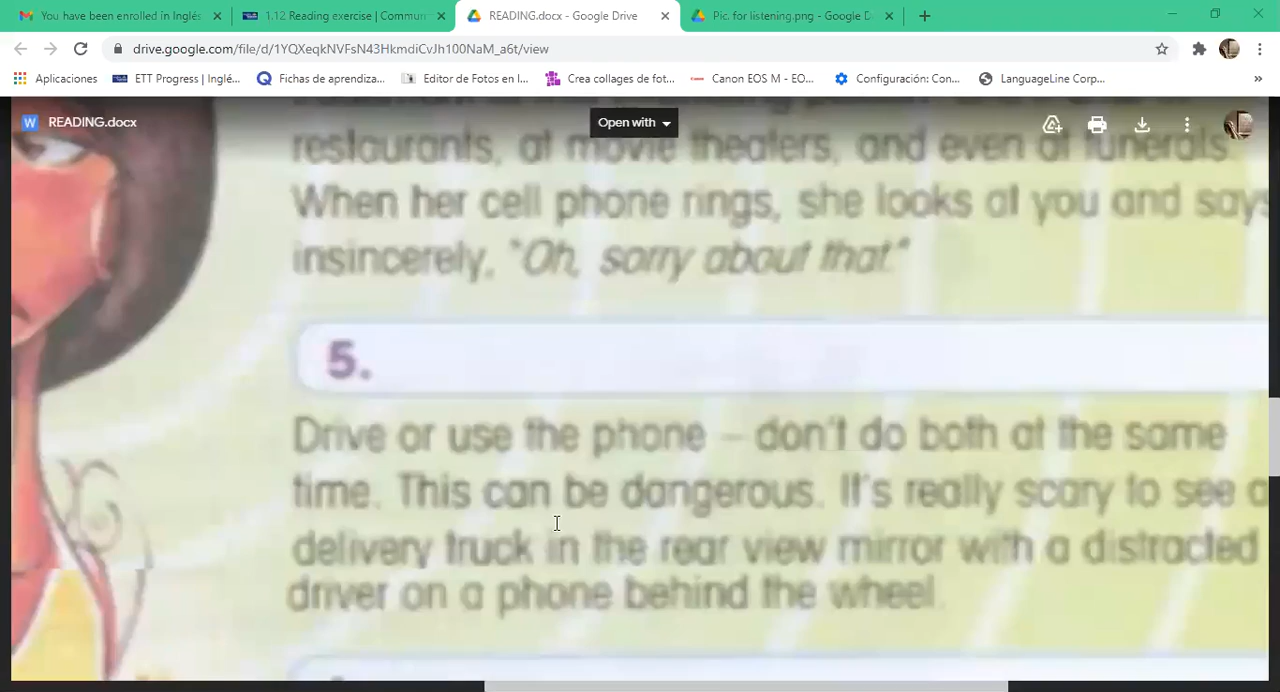 You have been enrolled in Inglés
1.12 Reading exercise | Commun
READING.docx - Google Drive
Pic. for listening.png - Google D
drive.google.com/file/d/1YQXeqkNVFsN43HkmdiCvJh100NaM_a6t/view
Aplicaciones
ETT Progress | Inglé...
Fichas de aprendiza...
Editor de Fotos en l...
Crea collages de fot...
Canon EOS M - EO...
Configuración: Con...
LanguageLine Corp...
READING.docx
Open with
restaurants, at movie theaters, and even at funerals
When her cell phone rings, she looks at you and says
insincerely, "Oh, sorry about that."
5.
Drive or use the phone – don't do both at the same
time. This can be dangerous. It's really scary to see a
delivery truck in the rear view mirror with a distracted
driver on a phone behind the wheel.